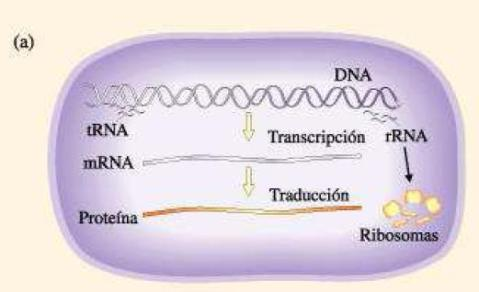 (a)
DNA
tRNA
Transcripción
rRNA
mRNA
Traducción
Proteína
Ribosomas